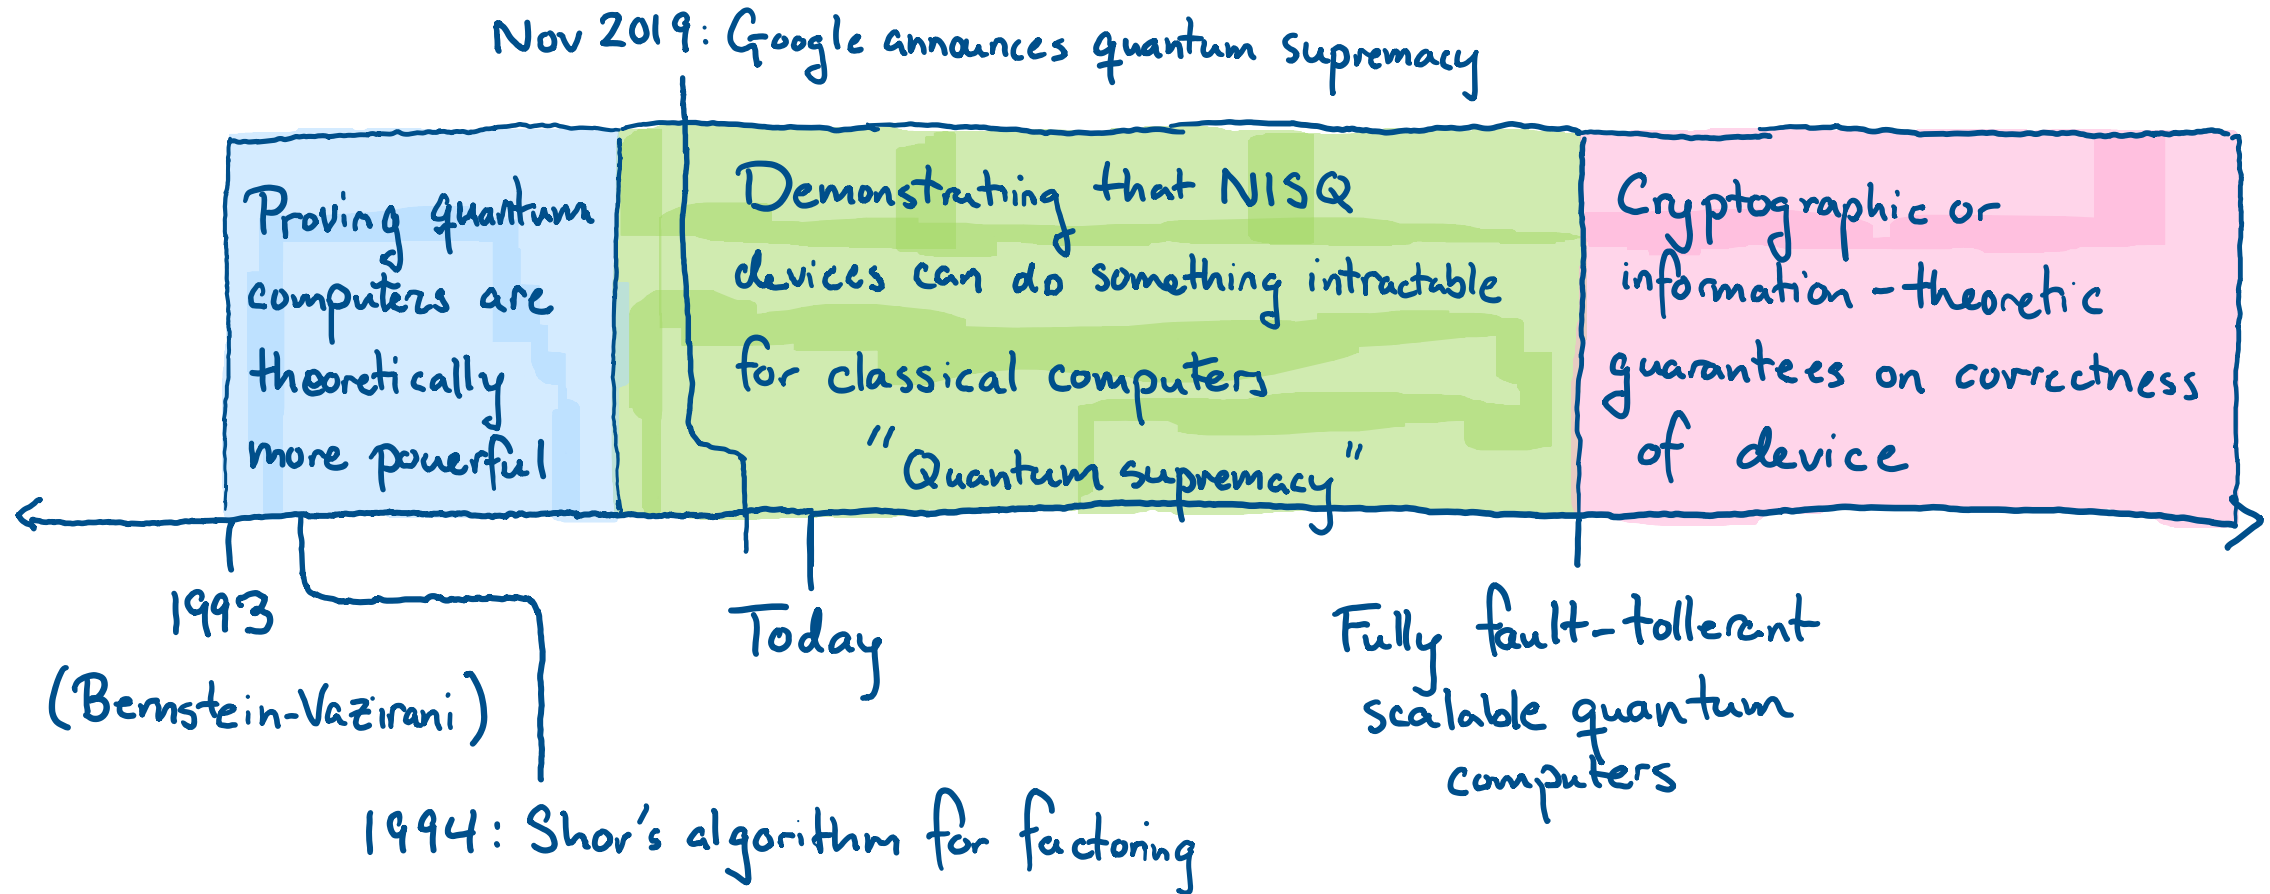 Nov 2019: Google announces quantum supremacy
Proving quantum
computers are
theoretically
more powerful
Demonstrating that NISQ
devices can do something intractable
for classical computers
"Quantum supremacy"
Cryptographic or
information-theoretic
guarantees on correctness
of device
1993
(Bernstein-Vazirani)
1994: Shor's algorithm for factoring
Today
Fully fault-tollerant
scalable quantum
computers